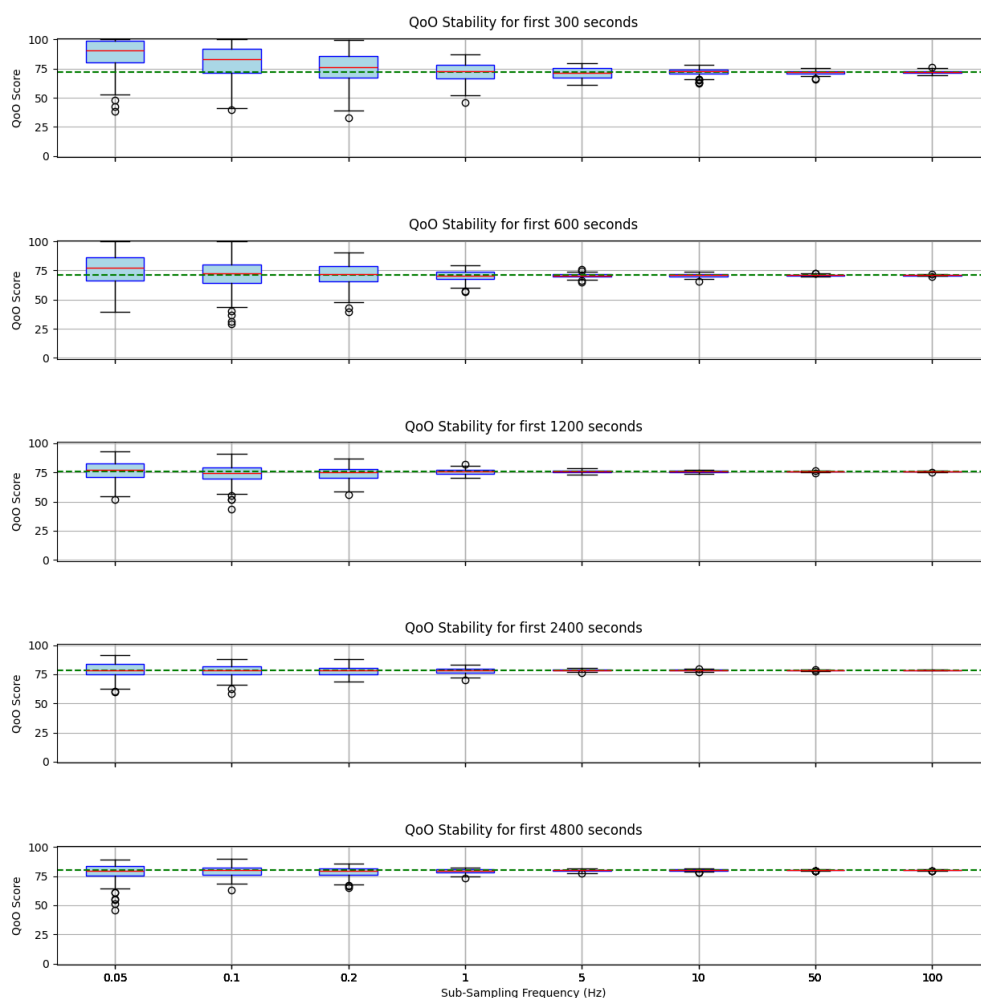 QoO Stability for first 300 seconds
100
75
50
25
0
QoO Score
QoO Stability for first 600 seconds
100
75
50
25
0
QoO Score
QoO Stability for first 1200 seconds
100
75
50
25
0
QoO Score
QoO Stability for first 2400 seconds
100
75
50
25
0
QoO Score
QoO Stability for first 4800 seconds
100
75
50
25
0
QoO Score
0.05 0.1 0.2 1 5 10 50 100
Sub-Sampling Frequency (Hz)